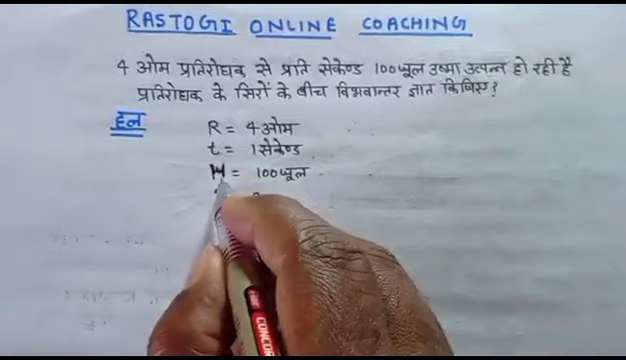 RASTOGI ONLINE COACHING
4 ओम प्रतिरोधक से प्रति सेकेण्ड 100 जूल उष्मा उत्पन्न हो रही है
प्रतिरोधक के सिरों के बीच विभवान्तर ज्ञात किजिए?
हल
R = 4 ओम
t = 1 सेकेण्ड
H = 100 जूल